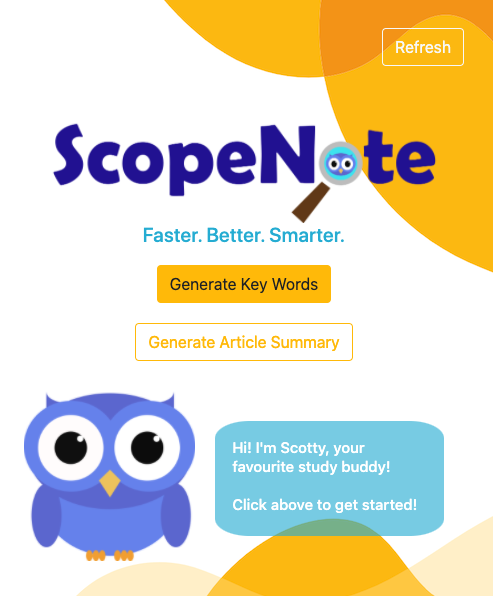 Refresh
ScopeNote
Faster. Better. Smarter.
Generate Key Words
Generate Article Summary
Hi! I'm Scotty, your
favourite study buddy!
Click above to get started!